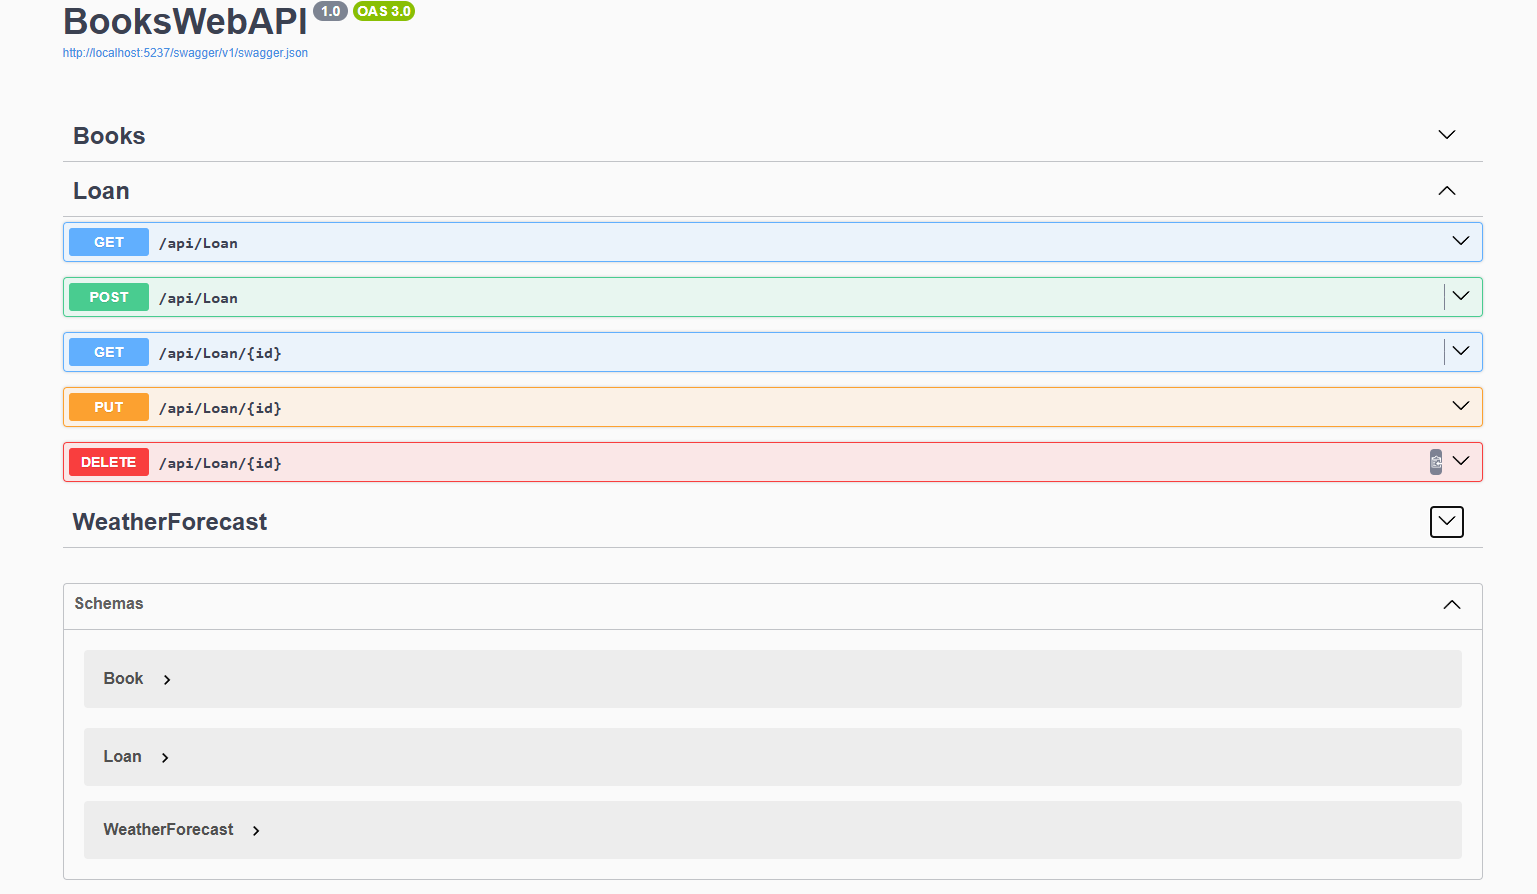 BooksWebAPI 1.0 OAS 3.0
http://localhost:5237/swagger/v1/swagger.json
Books
Loan
GET /api/Loan
POST /api/Loan
GET /api/Loan/{id}
PUT /api/Loan/{id}
DELETE /api/Loan/{id}
WeatherForecast
Schemas
Book
Loan
WeatherForecast